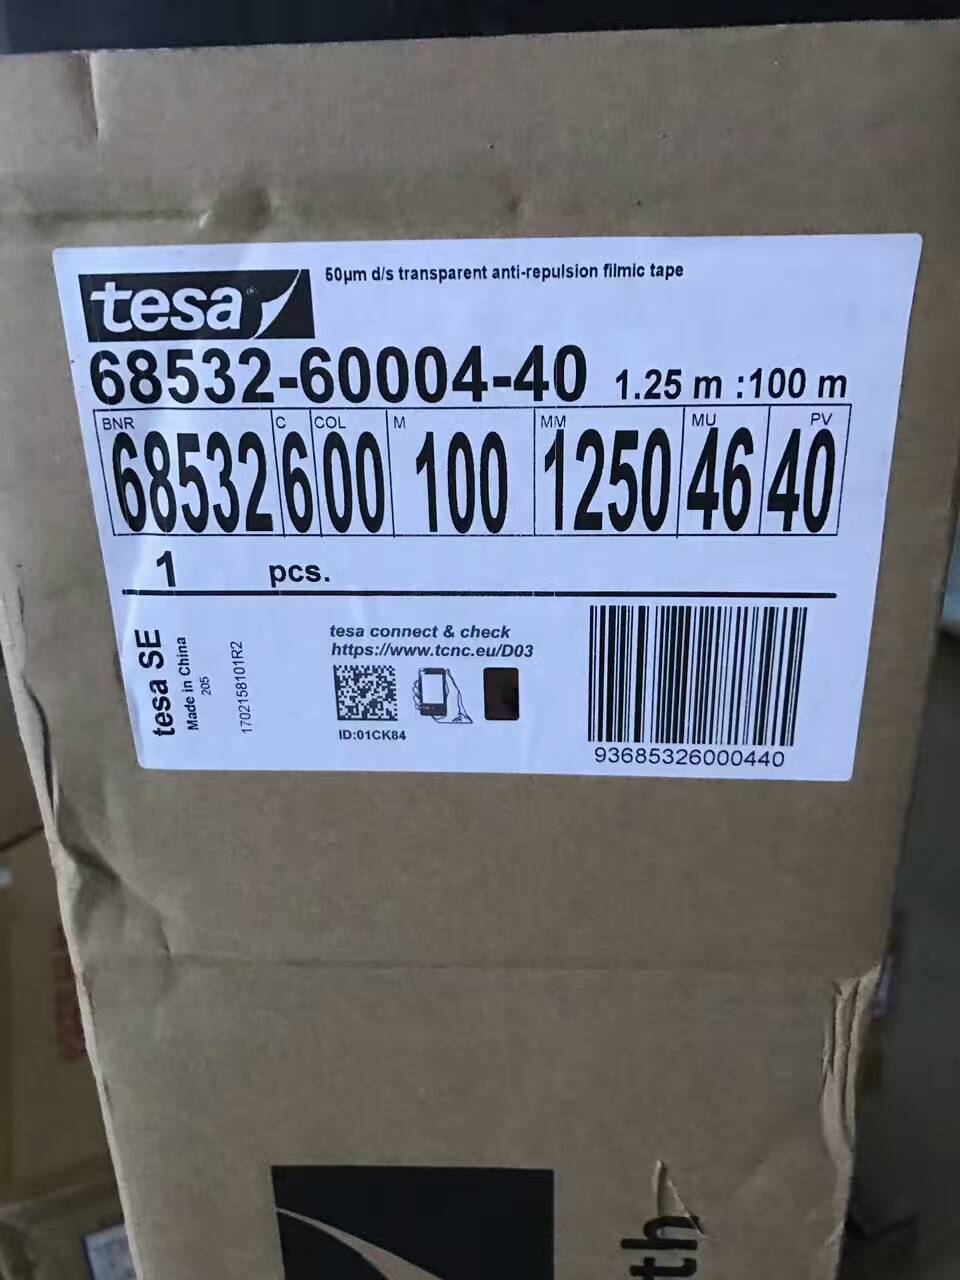 50µm d/s transparent anti-repulsion filmic tape
tesa
68532-60004-40 1.25 m :100 m
BNR C COL M MM MU PV
68532 6 00 100 1250 46 40
1 pcs.
tesa SE
Made in China
205
1702158101R2
tesa connect & check
https://www.tcnc.eu/D03
ID:01CK84
93685326000440
th